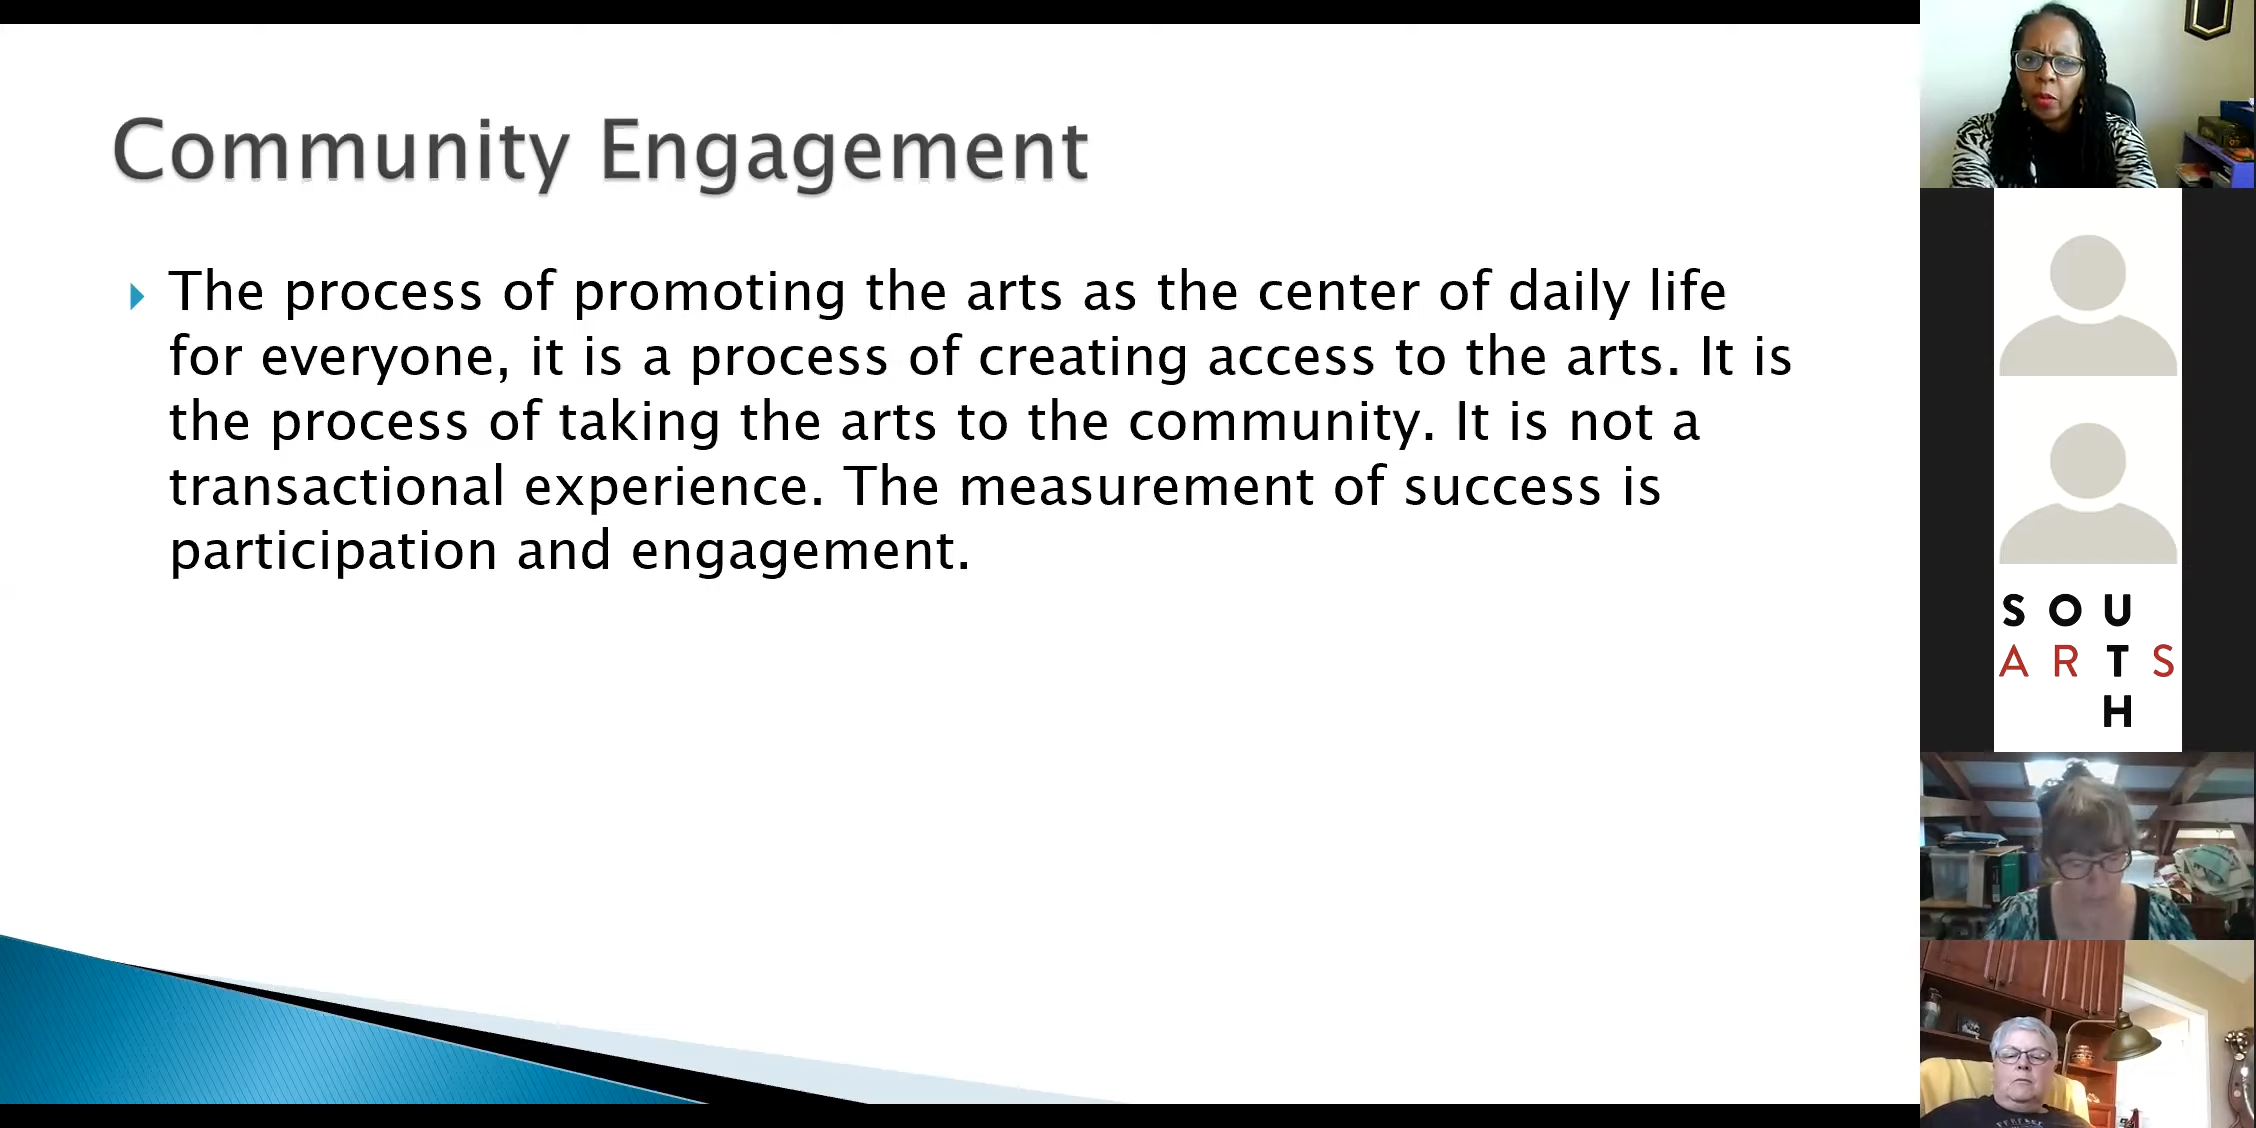 Community Engagement
The process of promoting the arts as the center of daily life
for everyone, it is a process of creating access to the arts. It is
the process of taking the arts to the community. It is not a
transactional experience. The measurement of success is
participation and engagement.
SOU
ARTS
H